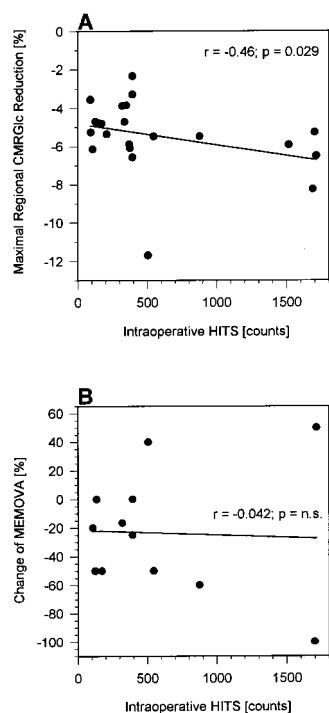 A
r = -0.46; p = 0.029
Maximal Regional CMRGlc Reduction [%]
0
-2
-4
-6
-8
-10
-12
0 500 1000 1500
Intraoperative HITS [counts]
B
r = -0.042; p = n.s.
Change of MEMOVA [%]
60
40
20
0
-20
-40
-60
-80
-100
0 500 1000 1500
Intraoperative HITS [counts]